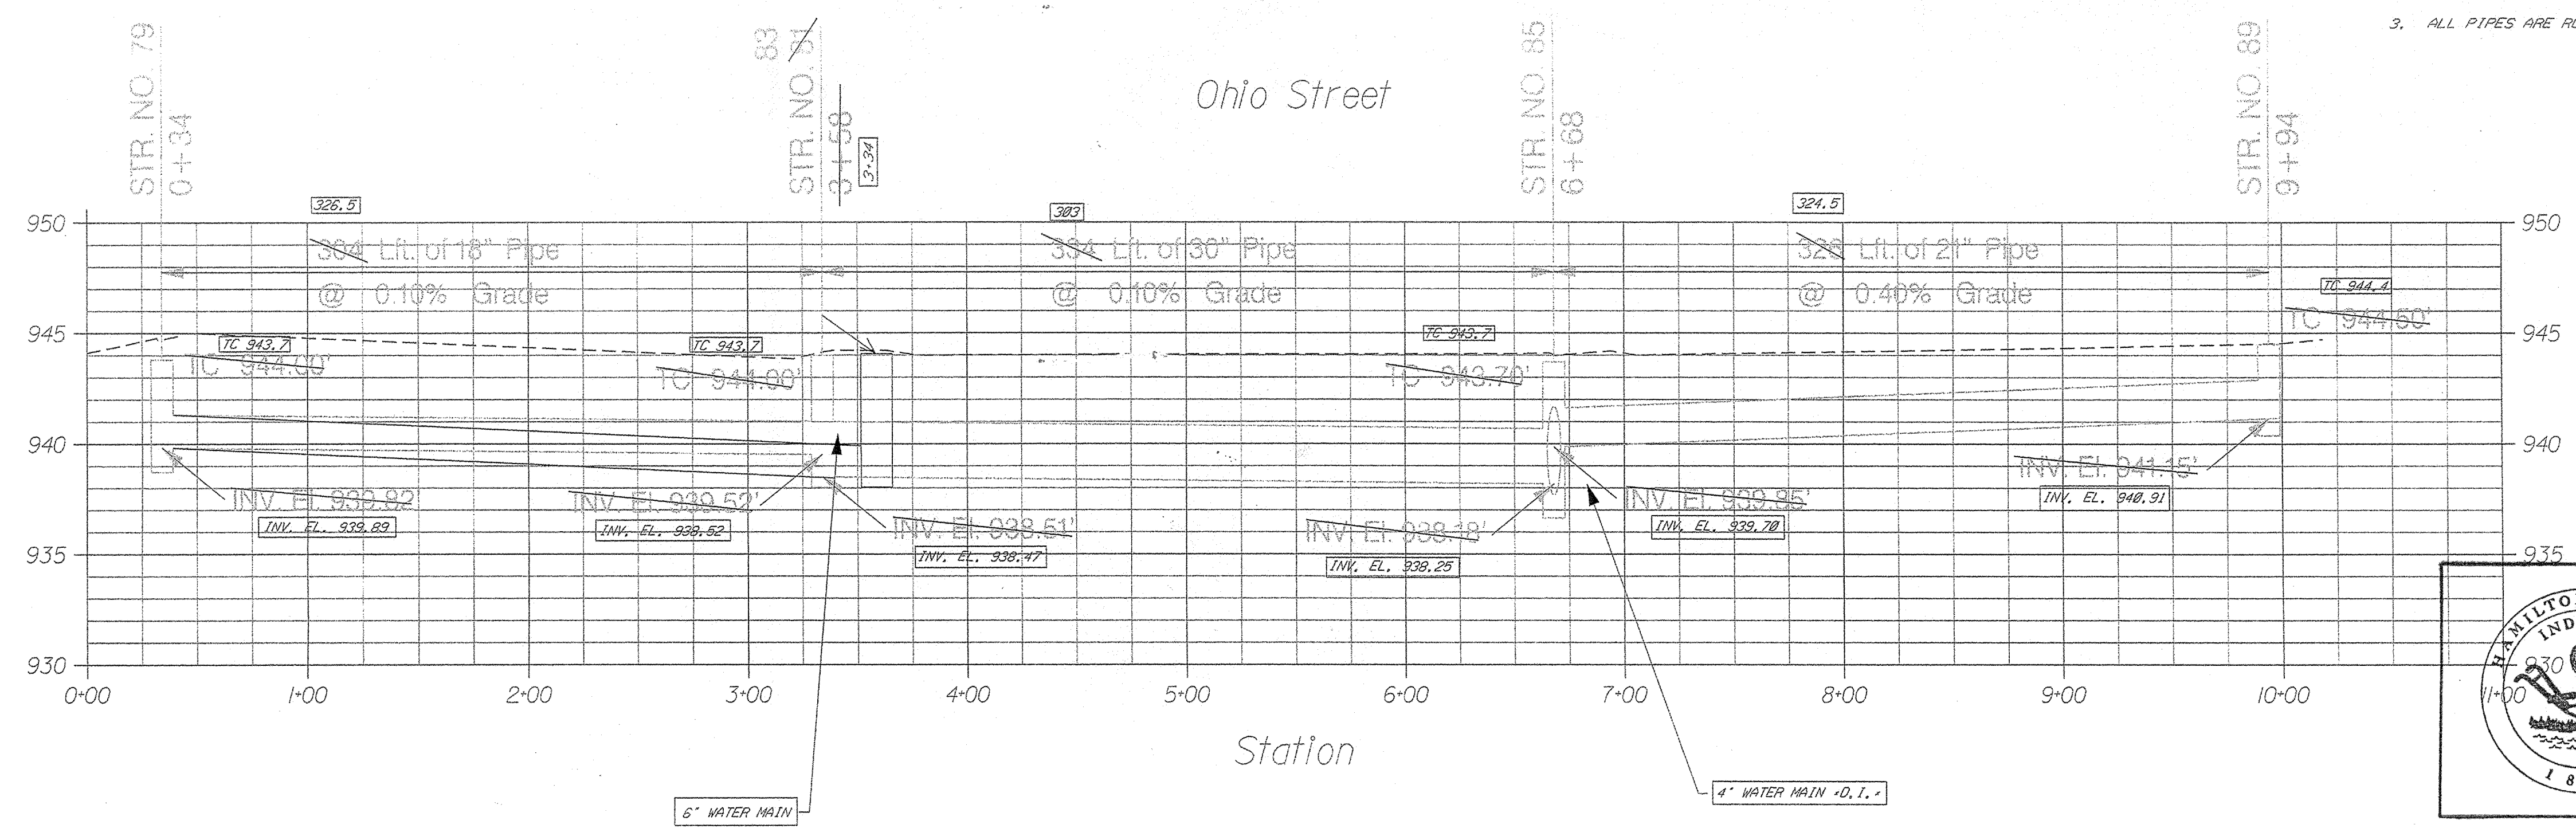 3. ALL PIPES ARE
STR. NO. 79
0+34
83
STR. NO. 81
3+58
3+34
Ohio Street
STR. NO. 85
6+68
STR. NO. 89
9+94
326.5
303
324.5
950
950
304 Lft. of 18" Pipe
@ 0.10% Grade
334 Lft. of 30" Pipe
@ 0.10% Grade
326 Lft. of 21" Pipe
@ 0.40% Grade
TC 944.4
TC 944.50'
945
945
TC 943.7
TC 944.00'
TC 943.7
TC 944.00'
TC 943.7
TC 943.70'
940
940
INV. El. 939.82'
INV. EL. 939.89
INV. El. 939.52'
INV. EL. 938.52
INV. El. 938.51'
INV. EL. 938.47
INV. El. 938.18'
INV. EL. 938.25
INV. El. 939.85'
INV. EL. 939.70
INV. El. 941.15'
INV. EL. 940.91
935
935
930
930
0+00 1+00 2+00 3+00 4+00 5+00 6+00 7+00 8+00 9+00 10+00 11+00
Station
6" WATER MAIN
4" WATER MAIN "D.I."